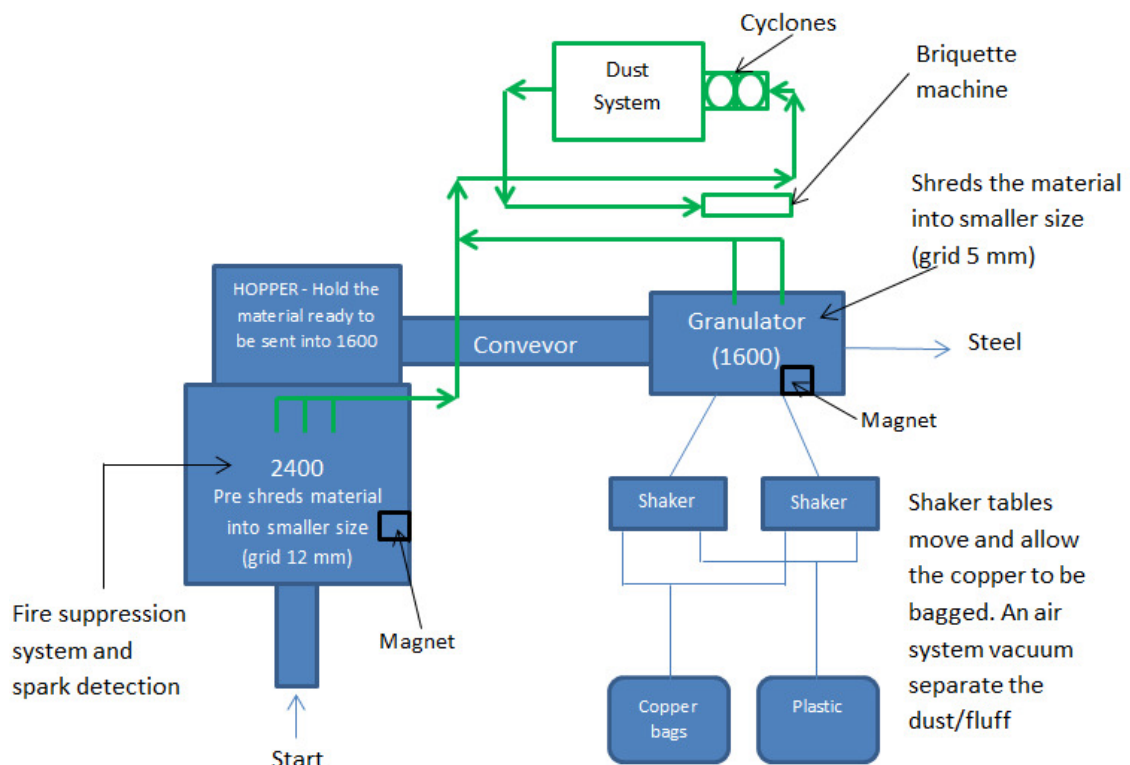 Cyclones
Briquette
machine
Dust
System
Shreds the material
into smaller size
(grid 5 mm)
HOPPER - Hold the
material ready to
be sent into 1600
Convevor
Granulator
(1600)
Steel
Magnet
2400
Pre shreds material
into smaller size
(grid 12 mm)
Magnet
Fire suppression
system and
spark detection
Start
Shaker
Shaker
Shaker tables
move and allow
the copper to be
bagged. An air
system vacuum
separate the
dust/fluff
Copper
bags
Plastic